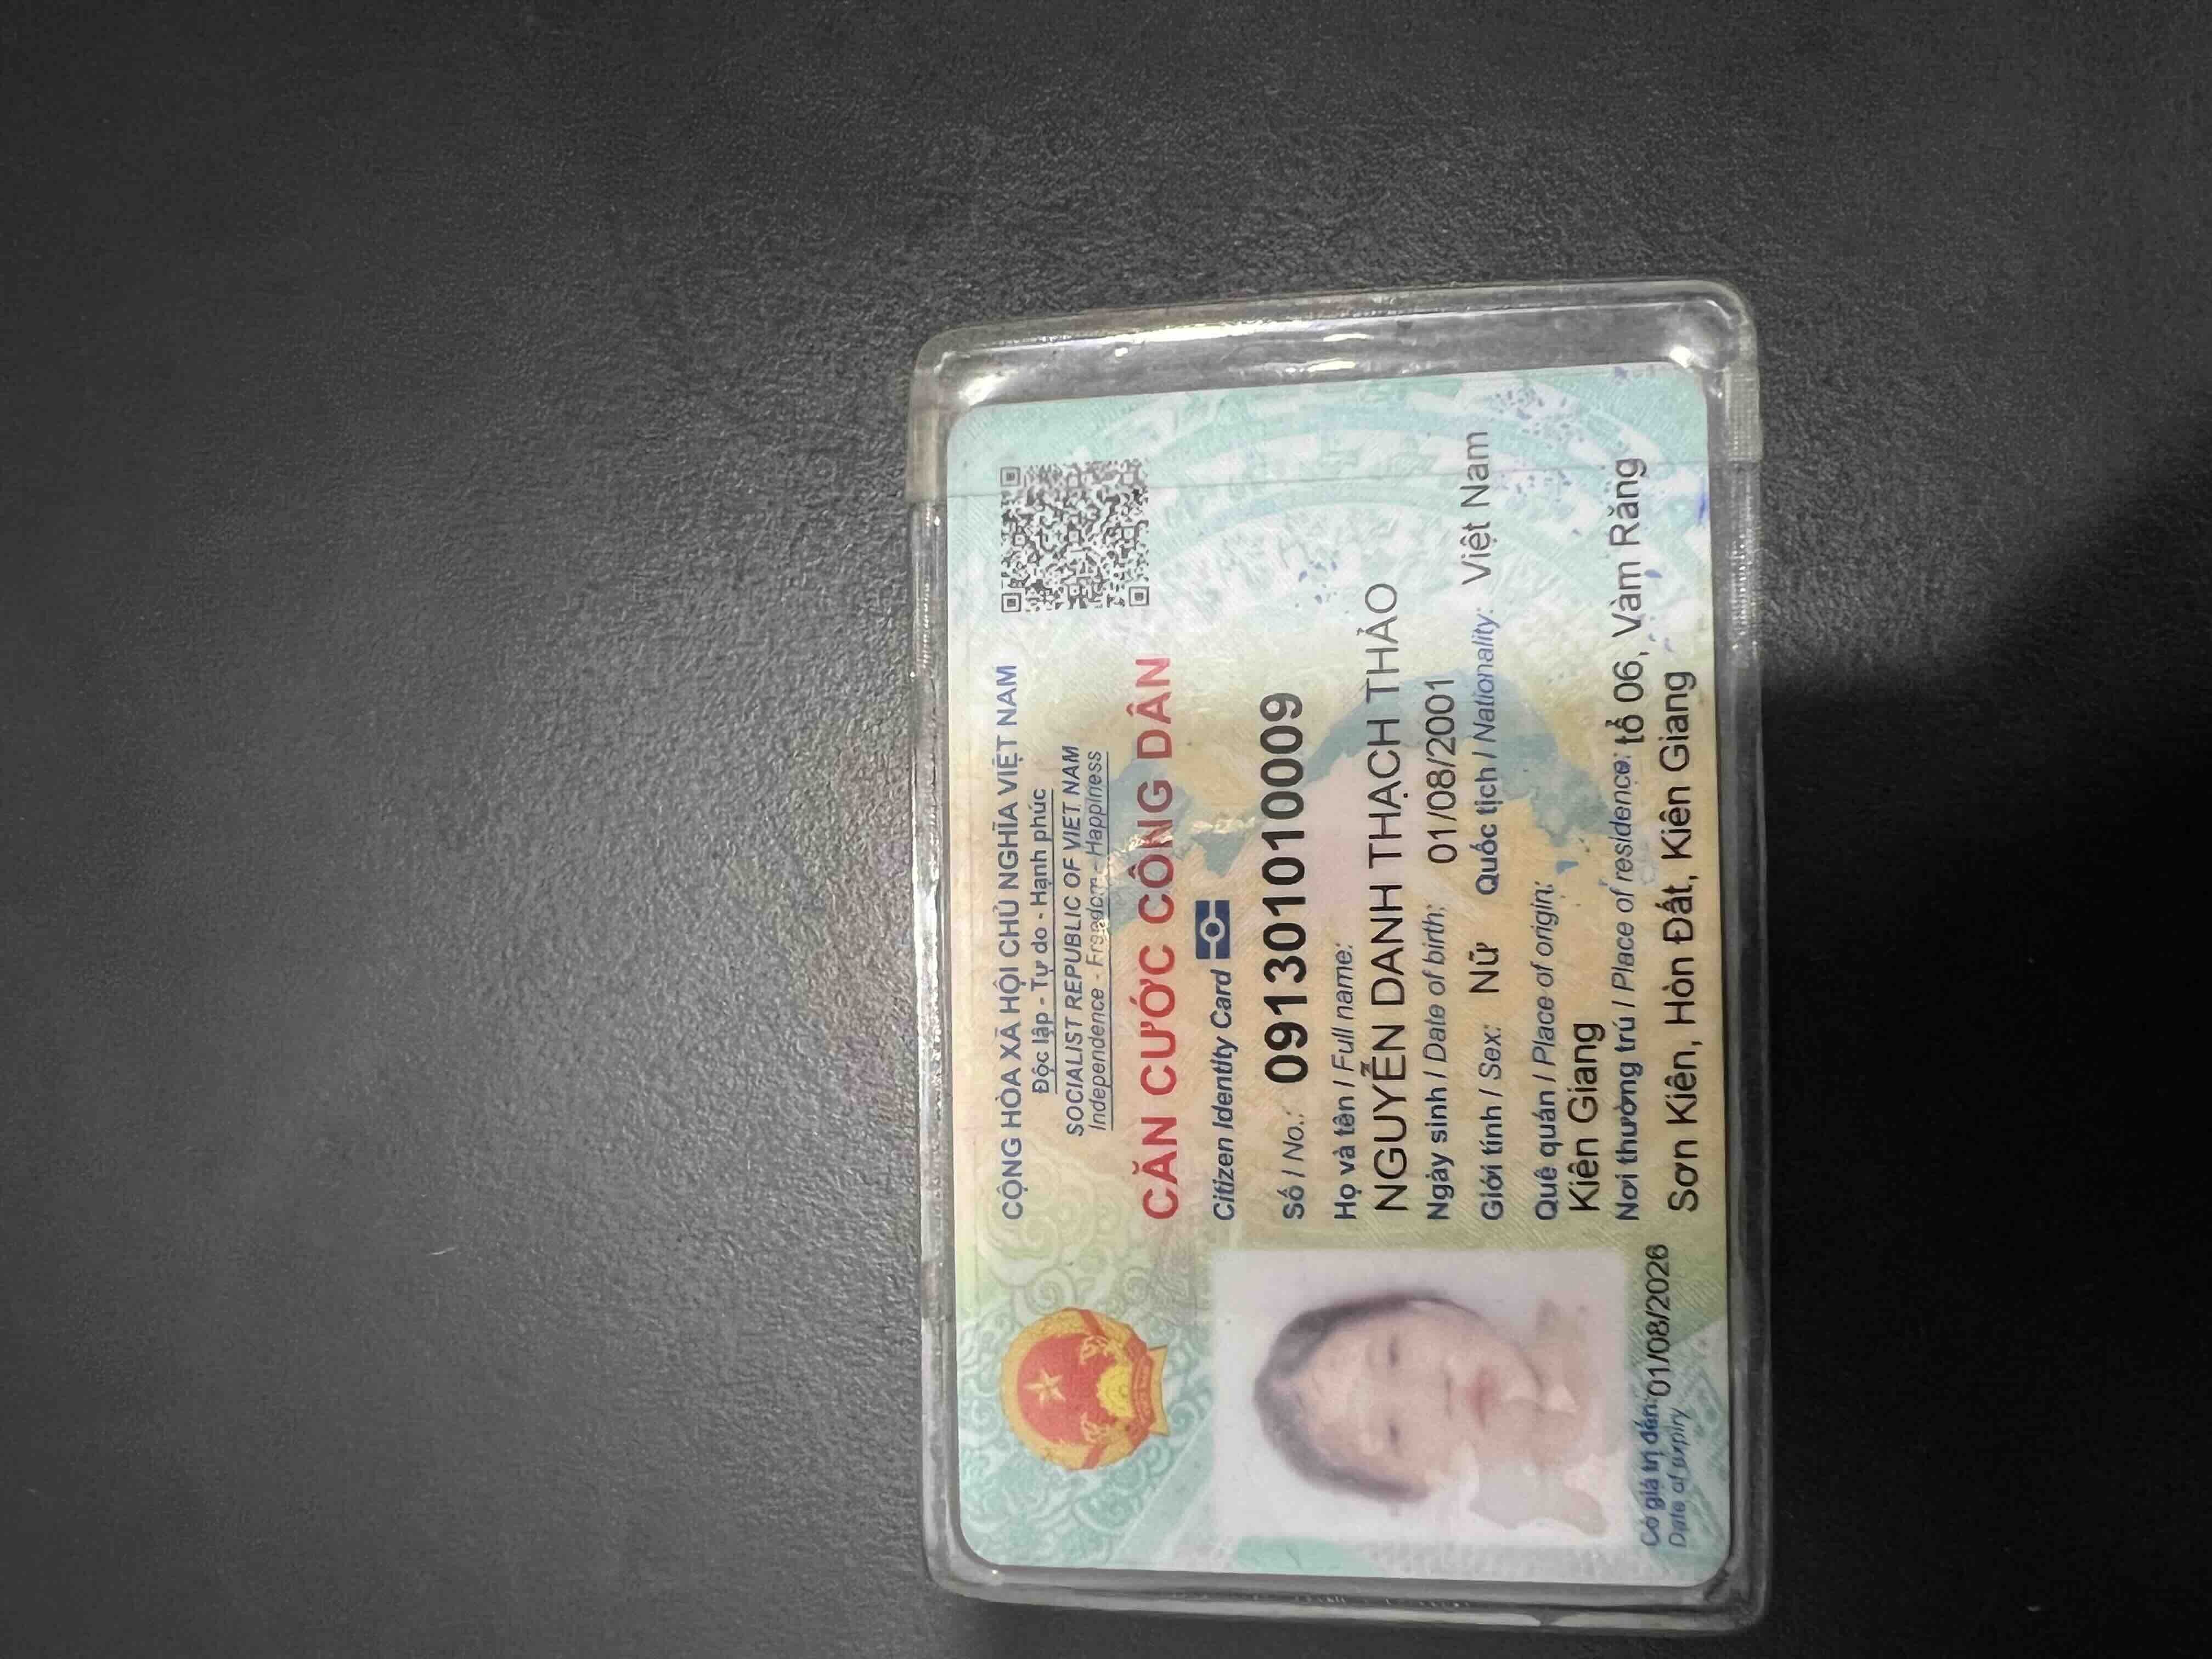 CỘNG HÒA XÃ HỘI CHỦ NGHĨA VIỆT NAM
Độc lập - Tự do - Hạnh phúc
SOCIALIST REPUBLIC OF VIET NAM
Independence - Freedom - Happiness
CĂN CƯỚC CÔNG DÂN
Citizen Identity Card
Số / No.: 091301010009
Họ và tên / Full name:
NGUYỄN DANH THẠCH THẢO
Ngày sinh / Date of birth: 01/08/2001
Giới tính / Sex: Nữ Quốc tịch / Nationality: Việt Nam
Quê quán / Place of origin:
Kiên Giang
Nơi thường trú / Place of residence: tổ 06, Vàm Răng
Sơn Kiên, Hòn Đất, Kiên Giang
Có giá trị đến: 01/08/2026
Date of expiry